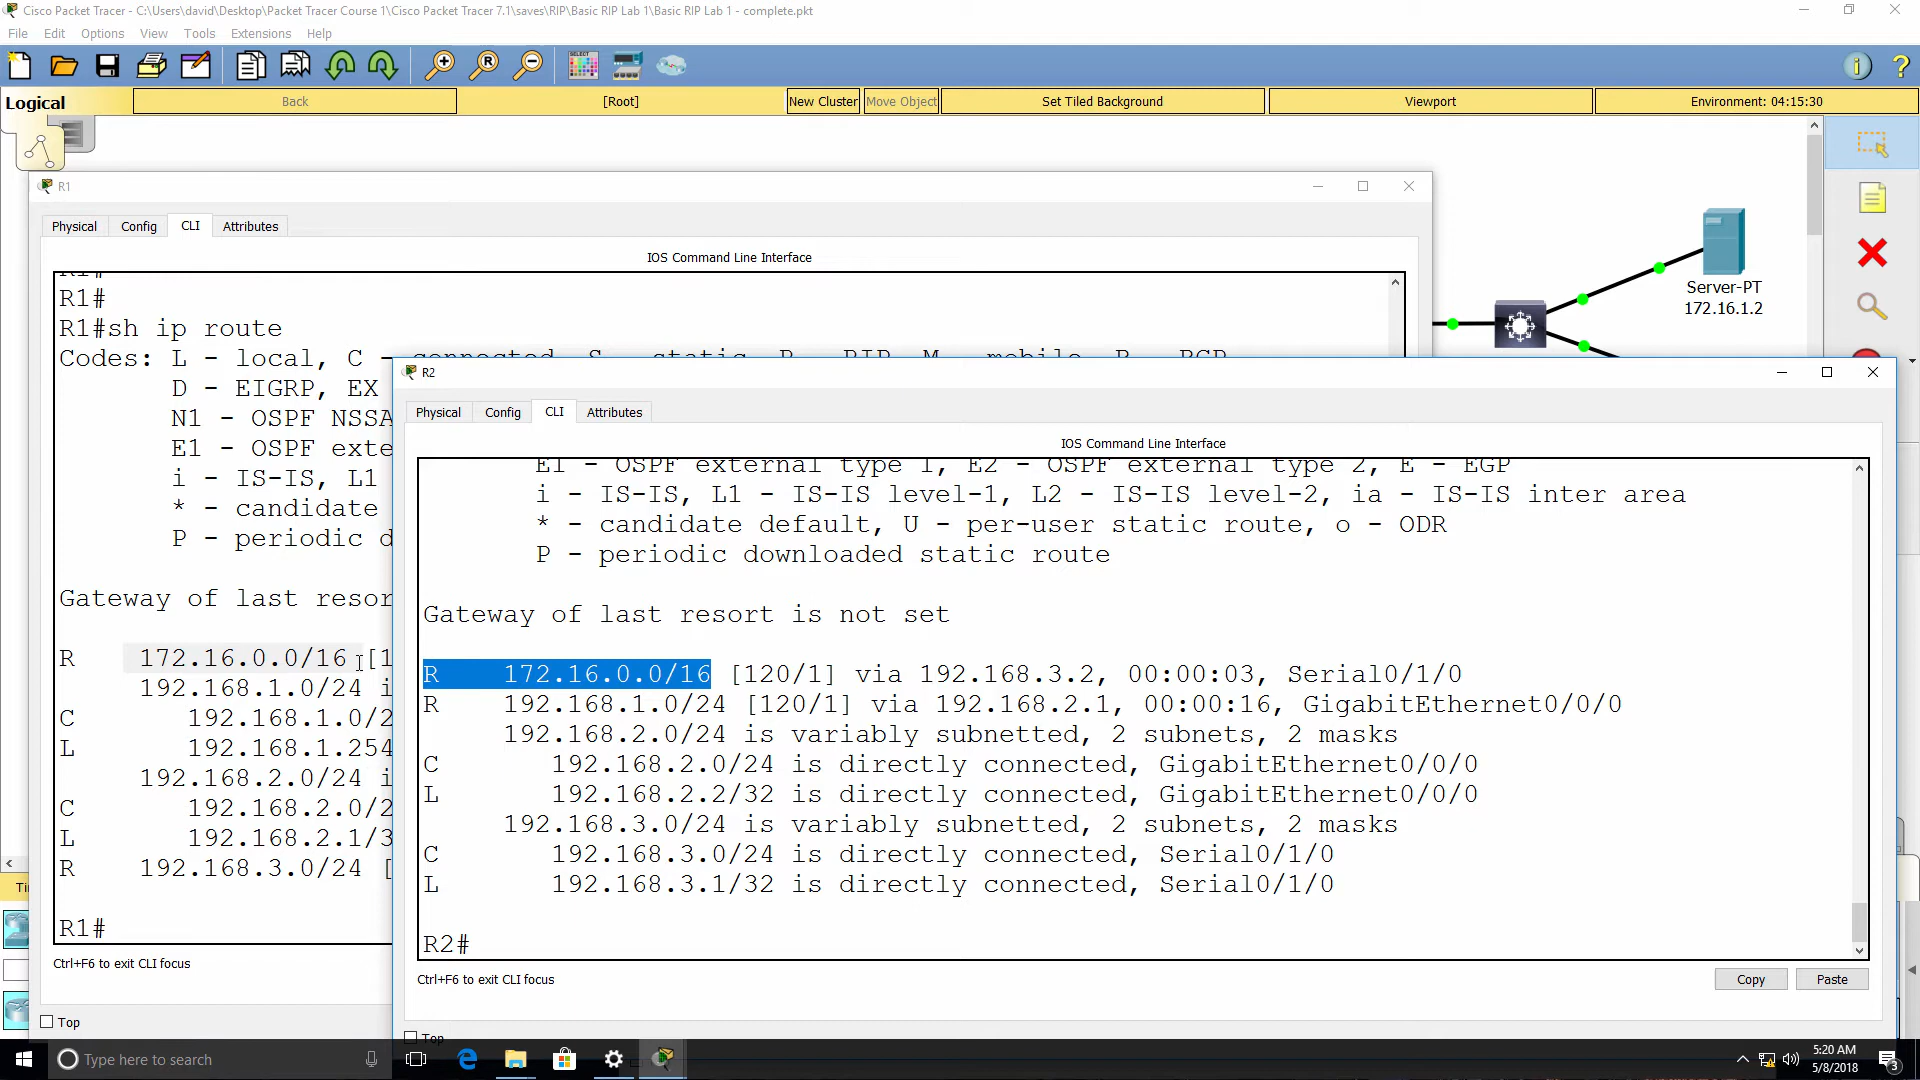 Cisco Packet Tracer - C:\Users\david\Desktop\Packet Tracer Course 1\Cisco Packet Tracer 7.1\saves\RIP\Basic RIP Lab 1\Basic RIP Lab 1 - complete.pkt
File Edit Options View Tools Extensions Help
Logical Back [Root] New Cluster Move Object Set Tiled Background Viewport Environment: 04:15:30
R1
Physical Config CLI Attributes
IOS Command Line Interface
R1#
R1#
R1#sh ip route
Codes: L - local, C - connected, S - static, R - RIP, M - mobile, B - BGP
D - EIGRP, EX
N1 - OSPF NSSA
E1 - OSPF exte
i - IS-IS, L1
* - candidate
P - periodic d
Gateway of last resor
R 172.16.0.0/16 [1
192.168.1.0/24 i
C 192.168.1.0/2
L 192.168.1.254
192.168.2.0/24 i
C 192.168.2.0/2
L 192.168.2.1/3
R 192.168.3.0/24 [
R1#
Ctrl+F6 to exit CLI focus
Top
Server-PT
172.16.1.2
R2
Physical Config CLI Attributes
IOS Command Line Interface
E1 - OSPF external type 1, E2 - OSPF external type 2, E - EGP
i - IS-IS, L1 - IS-IS level-1, L2 - IS-IS level-2, ia - IS-IS inter area
* - candidate default, U - per-user static route, o - ODR
P - periodic downloaded static route
Gateway of last resort is not set
R 172.16.0.0/16 [120/1] via 192.168.3.2, 00:00:03, Serial0/1/0
R 192.168.1.0/24 [120/1] via 192.168.2.1, 00:00:16, GigabitEthernet0/0/0
192.168.2.0/24 is variably subnetted, 2 subnets, 2 masks
C 192.168.2.0/24 is directly connected, GigabitEthernet0/0/0
L 192.168.2.2/32 is directly connected, GigabitEthernet0/0/0
192.168.3.0/24 is variably subnetted, 2 subnets, 2 masks
C 192.168.3.0/24 is directly connected, Serial0/1/0
L 192.168.3.1/32 is directly connected, Serial0/1/0
R2#
Ctrl+F6 to exit CLI focus
Copy Paste
Top
Ti
Type here to search
5:20 AM
5/8/2018
3